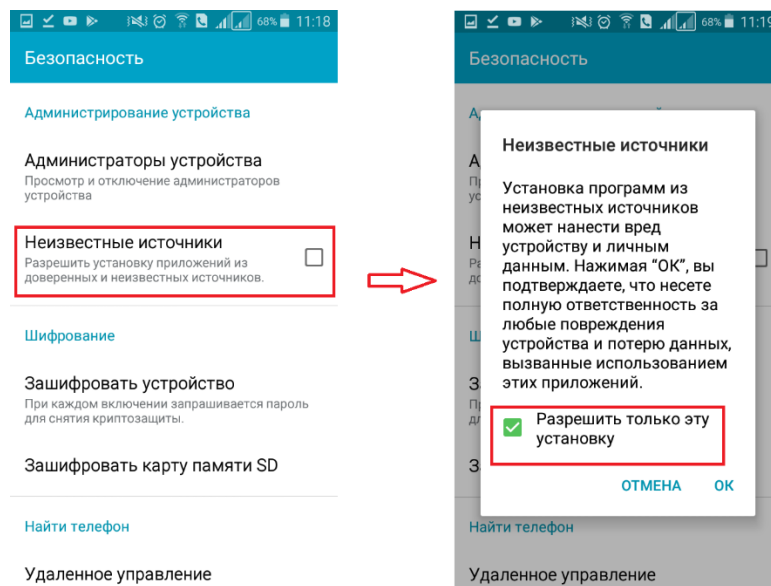 68% 11:18
Безопасность
Администрирование устройства
Администраторы устройства
Просмотр и отключение администраторов
устройства
Неизвестные источники
Разрешить установку приложений из
доверенных и неизвестных источников.
Шифрование
Зашифровать устройство
При каждом включении запрашивается пароль
для снятия криптозащиты.
Зашифровать карту памяти SD
Найти телефон
Удаленное управление
68% 11:19
Безопасность
Неизвестные источники
Установка программ из
неизвестных источников
может нанести вред
устройству и личным
данным. Нажимая “ОК”, вы
подтверждаете, что несете
полную ответственность за
любые повреждения
устройства и потерю данных,
вызванные использованием
этих приложений.
Разрешить только эту
установку
ОТМЕНА ОК
Найти телефон
Удаленное управление